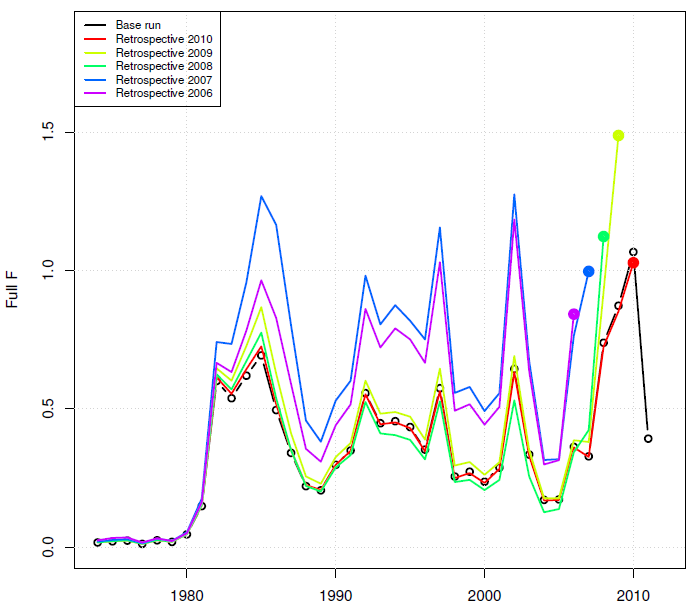 Base run
Retrospective 2010
Retrospective 2009
Retrospective 2008
Retrospective 2007
Retrospective 2006
1.5
1.0
0.5
0.0
Full F
1980 1990 2000 2010